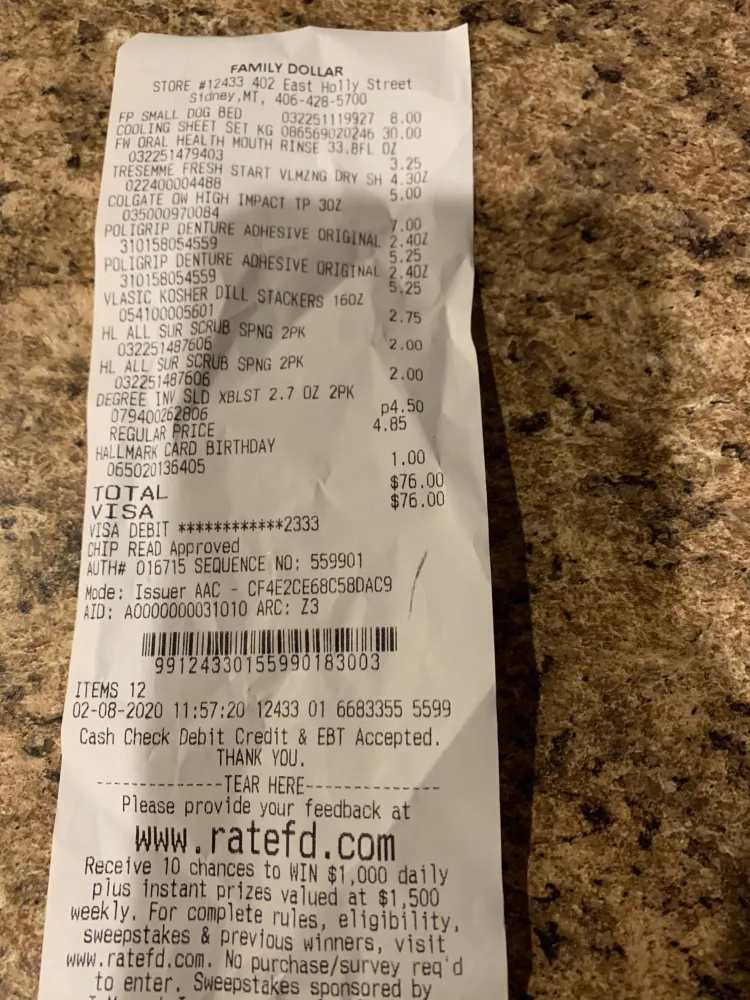 FAMILY DOLLAR
STORE #12433 402 East Holly Street
Sidney,MT, 406-428-5700
FP SMALL DOG BED 032251119927 8.00
COOLING SHEET SET KG 086569020246 30.00
FW ORAL HEALTH MOUTH RINSE 33.8FL OZ
032251479403 3.25
TRESEMME FRESH START VLMZNG DRY SH 4.30Z
022400004488 5.00
COLGATE OW HIGH IMPACT TP 30Z
035000970084 7.00
POLIGRIP DENTURE ADHESIVE ORIGINAL 2.40Z
310158054559 5.25
POLIGRIP DENTURE ADHESIVE ORIGINAL 2.40Z
310158054559 5.25
VLASIC KOSHER DILL STACKERS 160Z
054100005601 2.75
HL ALL SUR SCRUB SPNG 2PK
032251487606 2.00
HL ALL SUR SCRUB SPNG 2PK
032251487606 2.00
DEGREE INV SLD XBLST 2.7 OZ 2PK
079400262806 p4.50
REGULAR PRICE 4.85
HALLMARK CARD BIRTHDAY
065020136405 1.00
TOTAL $76.00
VISA $76.00
VISA DEBIT ************2333
CHIP READ Approved
AUTH# 016715 SEQUENCE NO: 559901
Mode: Issuer AAC - CF4E2CE68C58DAC9
AID: A0000000031010 ARC: Z3
99124330155990183003
ITEMS 12
02-08-2020 11:57:20 12433 01 6683355 5599
Cash Check Debit Credit & EBT Accepted.
THANK YOU.
-------------TEAR HERE--------------
Please provide your feedback at
www.ratefd.com
Receive 10 chances to WIN $1,000 daily
plus instant prizes valued at $1,500
weekly. For complete rules, eligibility,
sweepstakes & previous winners, visit
www.ratefd.com. No purchase/survey req'd
to enter. Sweepstakes sponsored by